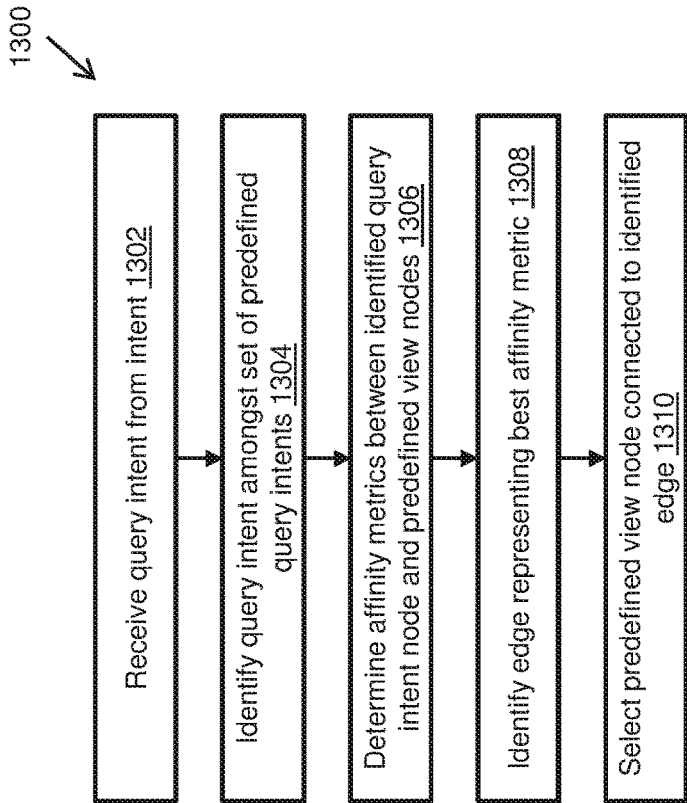 1300
Receive query intent from intent 1302
Identify query intent amongst set of predefined
query intents 1304
Determine affinity metrics between identified query
intent node and predefined view nodes 1306
Identify edge representing best affinity metric 1308
Select predefined view node connected to identified
edge 1310